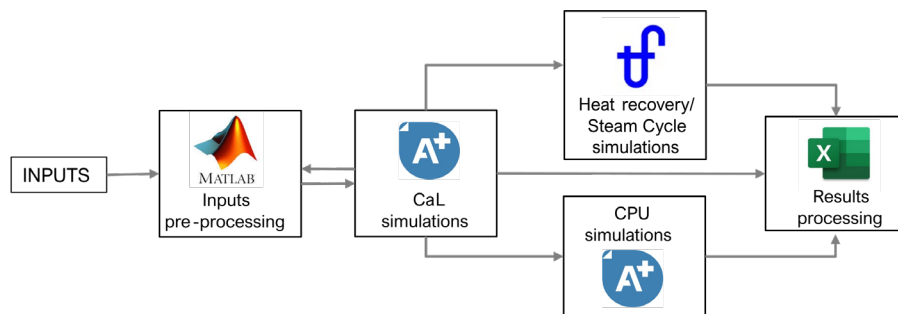 INPUTS
MATLAB
Inputs
pre-processing
A+
CaL
simulations
Heat recovery/
Steam Cycle
simulations
CPU
simulations
A+
X
Results
processing